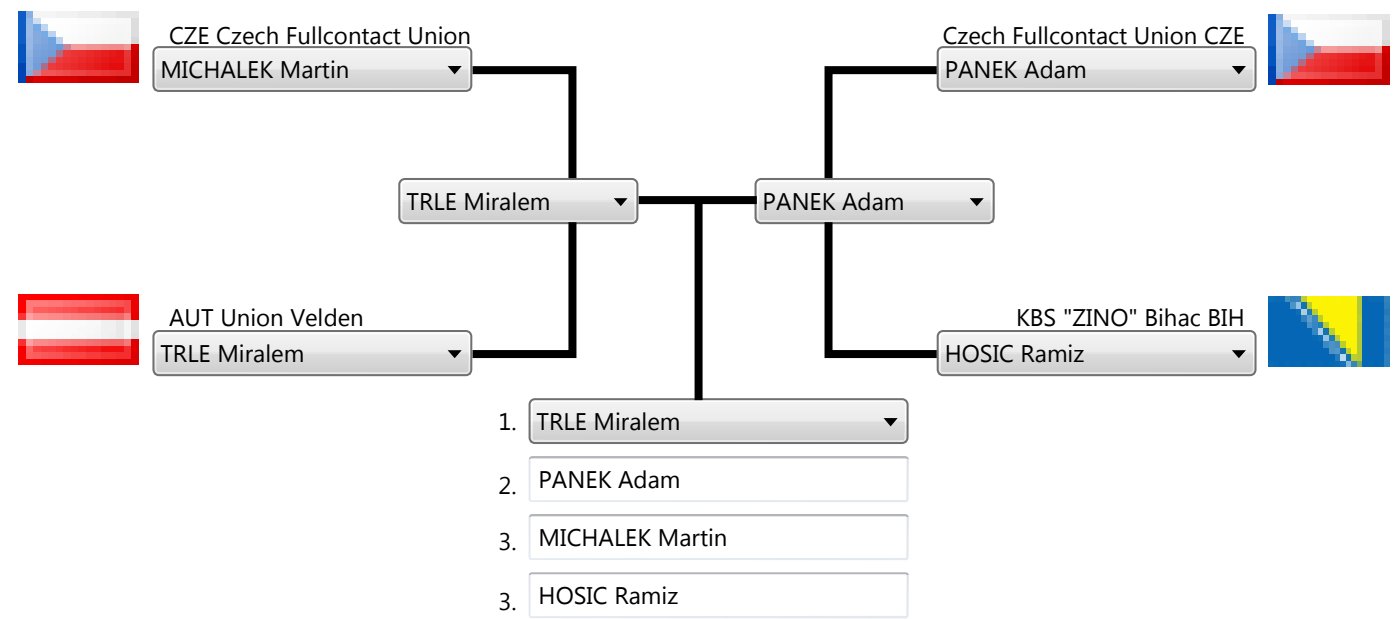 CZE Czech Fullcontact Union
MICHALEK Martin
Czech Fullcontact Union CZE
PANEK Adam
TRLE Miralem
PANEK Adam
AUT Union Velden
TRLE Miralem
KBS "ZINO" Bihac BIH
HOSIC Ramiz
1. TRLE Miralem
2. PANEK Adam
3. MICHALEK Martin
3. HOSIC Ramiz